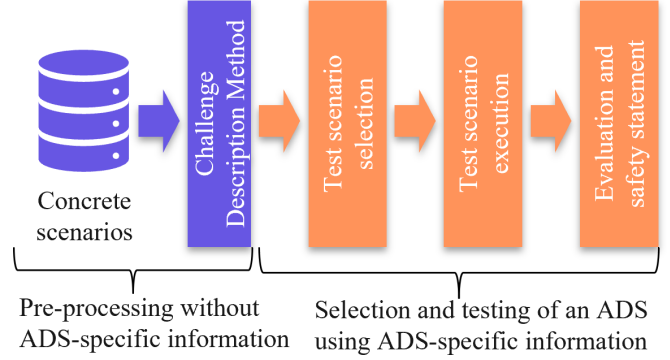 Concrete
scenarios
Challenge
Description Method
Test scenario
selection
Test scenario
execution
Evaluation and
safety statement
Pre-processing without
ADS-specific information
Selection and testing of an ADS
using ADS-specific information